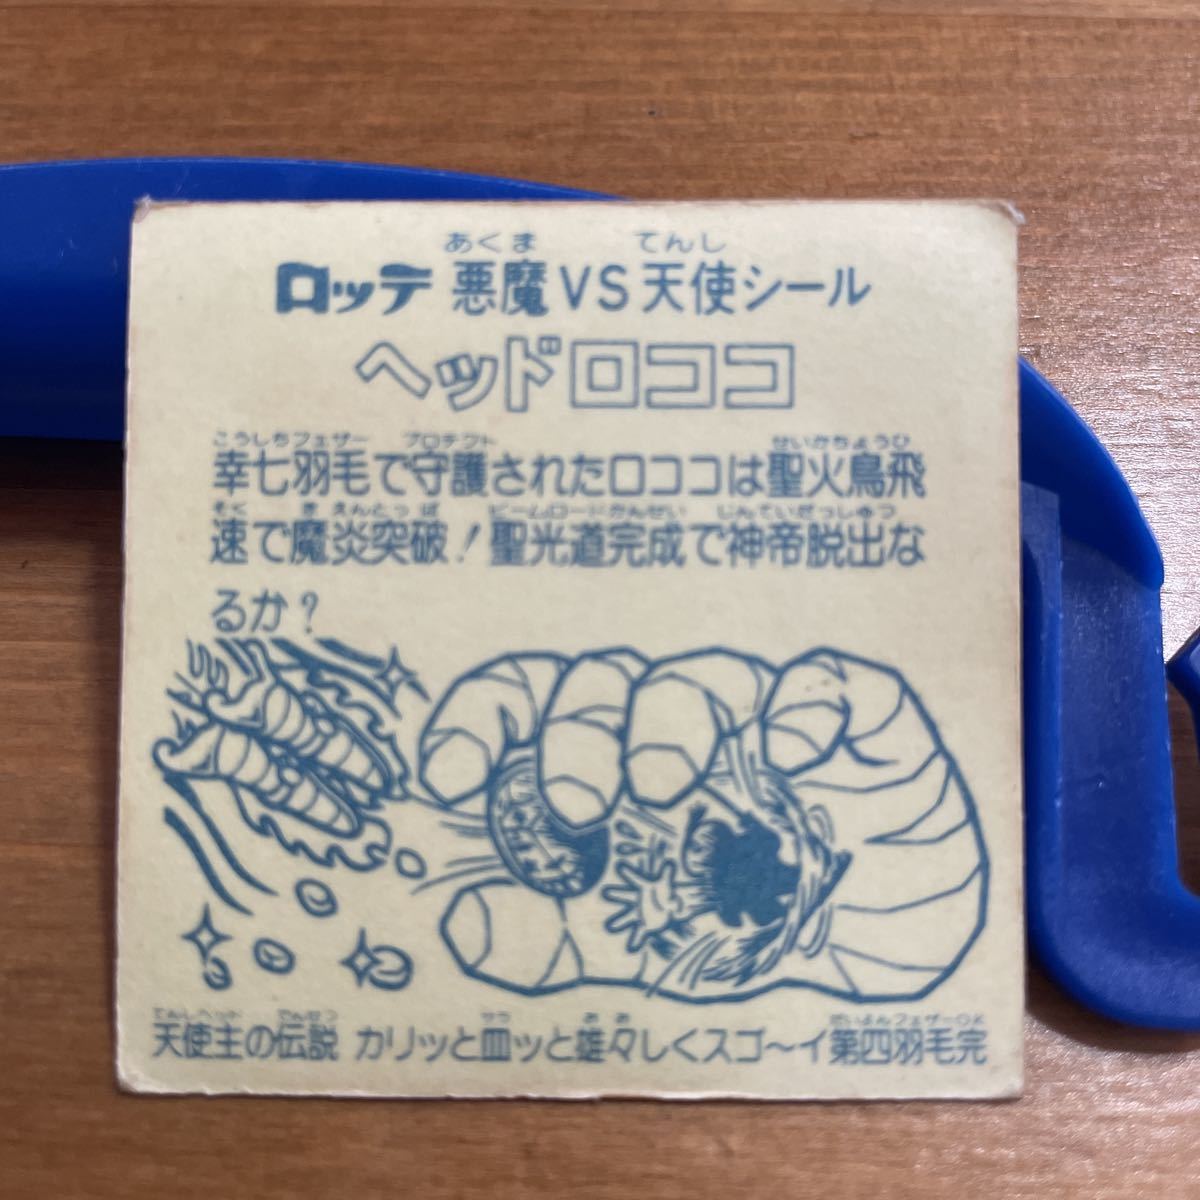 あくま てんし
ロッテ 悪魔VS天使シール
ヘッドロココ
こうしちフェザー プロテクト せいかちょうひ
幸七羽毛で守護されたロココは聖火鳥飛
そく まえんとっぱ ビームロードかんせい しんていだっしゅつ
速で魔炎突破!聖光道完成で神帝脱出な
るか?
てんしヘッド でんせつ サラ おお だいよんフェザーOK
天使主の伝説 カリッと皿ッと雄々しくスゴ〜イ第四羽毛完